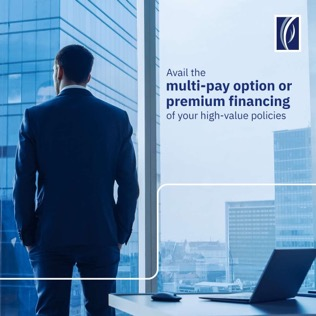 Avail the
multi-pay option or
premium financing
of your high-value policies